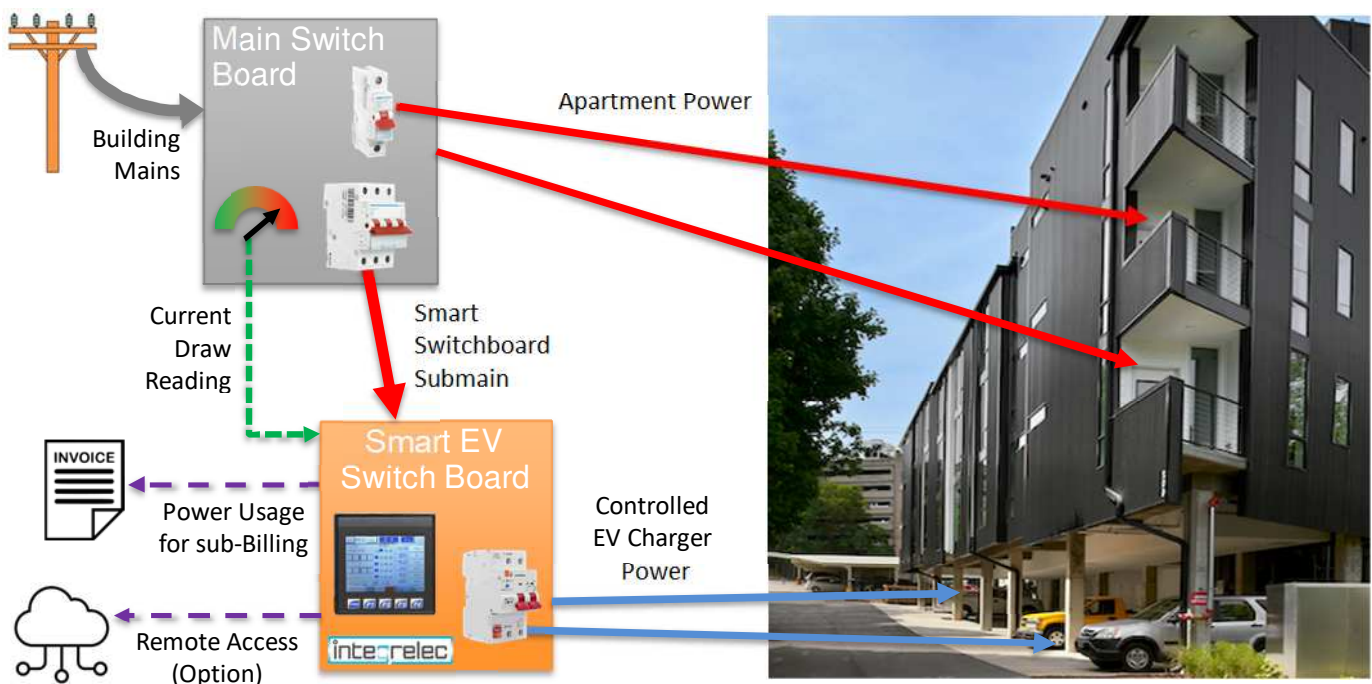 Main Switch
Board
Building
Mains
Apartment Power
Current
Draw
Reading
Smart
Switchboard
Submain
INVOICE
Smart EV
Switch Board
Power Usage
for sub-Billing
Controlled
EV Charger
Power
Remote Access
(Option)
integrelec